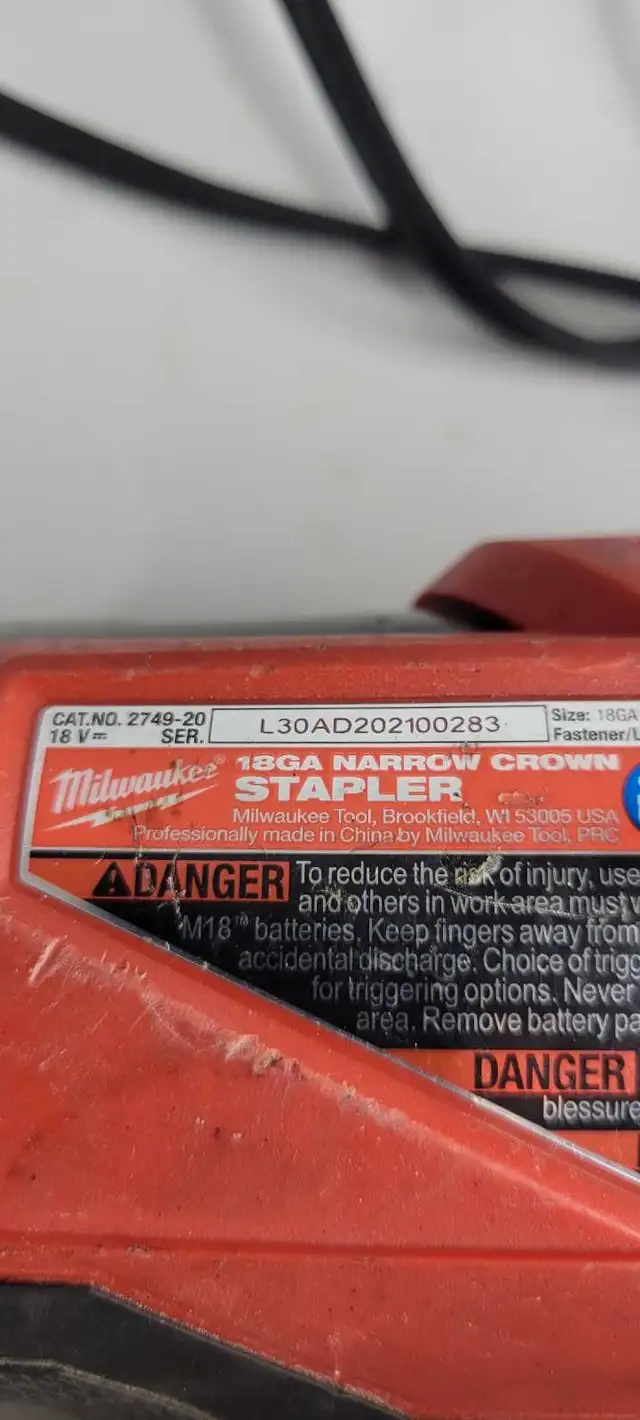 CAT.NO. 2749-20
18 V⎓ SER. L30AD202100283
Size: 18GA
Fastener/L
Milwaukee
18GA NARROW CROWN
STAPLER
Milwaukee Tool, Brookfield, WI 53005 USA
Professionally made in China by Milwaukee Tool, PRC
DANGER To reduce the risk of injury, use
and others in work area must w
M18™ batteries. Keep fingers away from
accidental discharge. Choice of trigg
for triggering options. Never
area. Remove battery pa
DANGER
blessure